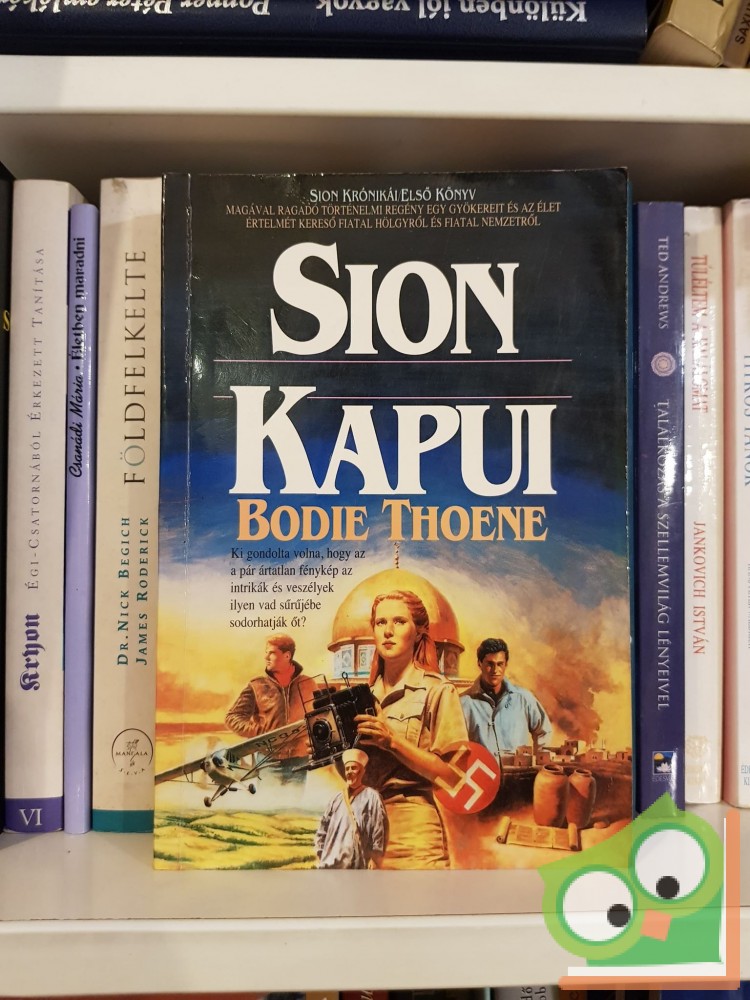 Különben jól vagyok
Popper Péter
SION KRÓNIKÁI/ELSŐ KÖNYV
MAGÁVAL RAGADÓ TÖRTÉNELMI REGÉNY EGY GYÖKEREIT ÉS AZ ÉLET
ÉRTELMÉT KERESŐ FIATAL HÖLGYRŐL ÉS FIATAL NEMZETRŐL.
SION
KAPUI
BODIE THOENE
Ki gondolta volna, hogy az
a pár ártatlan fénykép az
intrikák és veszélyek
ilyen vad sűrűjébe
sodorhatják őt?
Kryon
ÉGI-CSATORNÁBÓL ÉRKEZETT TANÍTÁSA
VI
Csanádi Mária • Életben maradni
DR. NICK BEGICH
JAMES RODERICK
FÖLDFELKELTE
MANDALA
TED ANDREWS
TALÁLKOZÁS A SZELLEMVILÁG LÉNYEIVEL
JANKOVICH ISTVÁN